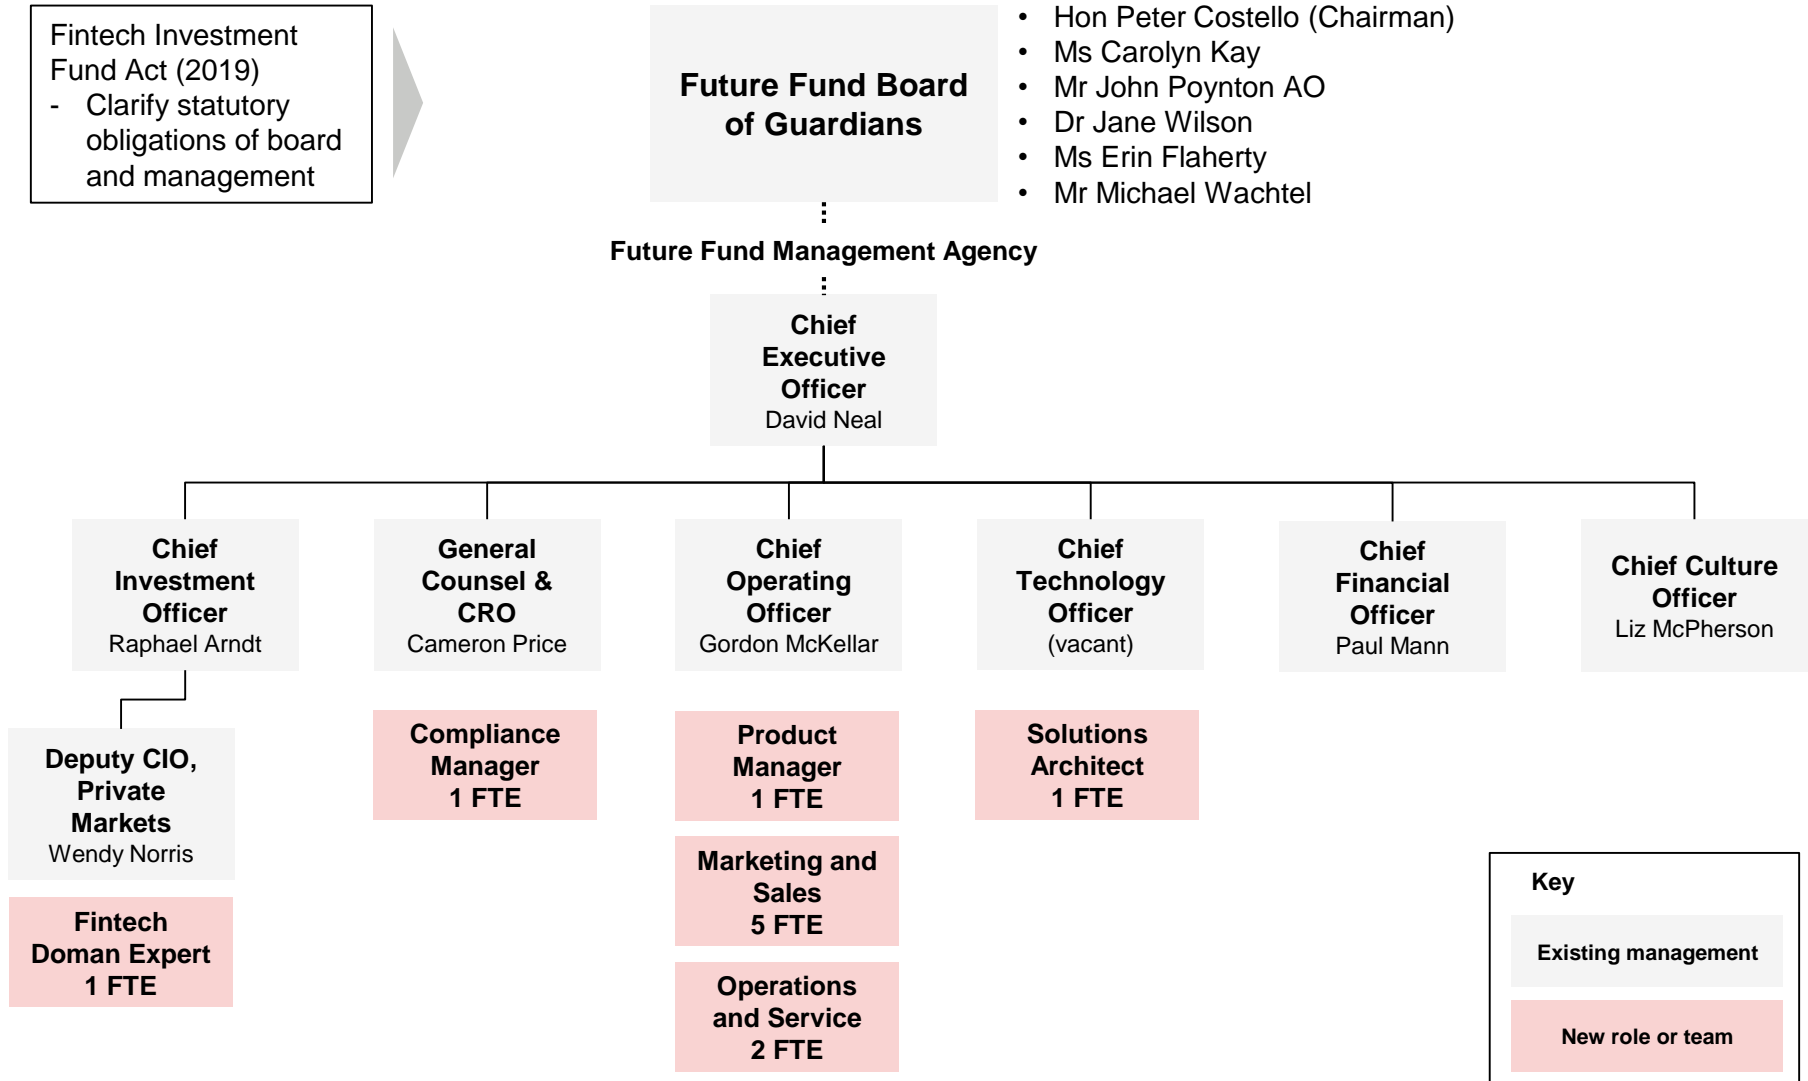 Fintech Investment
Fund Act (2019)
- Clarify statutory
obligations of board
and management
Future Fund Board
of Guardians
• Hon Peter Costello (Chairman)
• Ms Carolyn Kay
• Mr John Poynton AO
• Dr Jane Wilson
• Ms Erin Flaherty
• Mr Michael Wachtel
Future Fund Management Agency
Chief
Executive
Officer
David Neal
Chief
Investment
Officer
Raphael Arndt
General
Counsel &
CRO
Cameron Price
Chief
Operating
Officer
Gordon McKellar
Chief
Technology
Officer
(vacant)
Chief
Financial
Officer
Paul Mann
Chief Culture
Officer
Liz McPherson
Deputy CIO,
Private
Markets
Wendy Norris
Fintech
Doman Expert
1 FTE
Compliance
Manager
1 FTE
Product
Manager
1 FTE
Marketing and
Sales
5 FTE
Operations
and Service
2 FTE
Solutions
Architect
1 FTE
Key
Existing management
New role or team